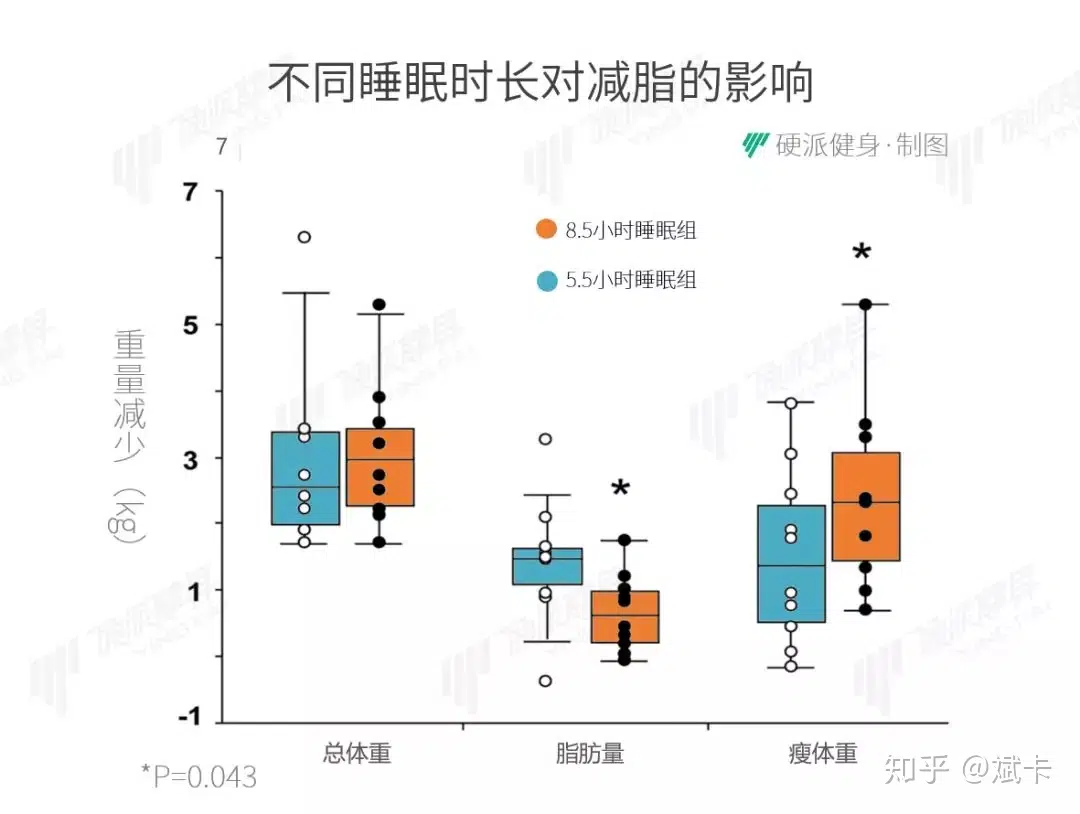 不同睡眠时长对减脂的影响
7
硬派健身·制图
7
8.5小时睡眠组
5.5小时睡眠组
*
5
重量减少（kg）
3
*
1
-1
总体重
脂肪量
瘦体重
*P=0.043
知乎 @斌卡